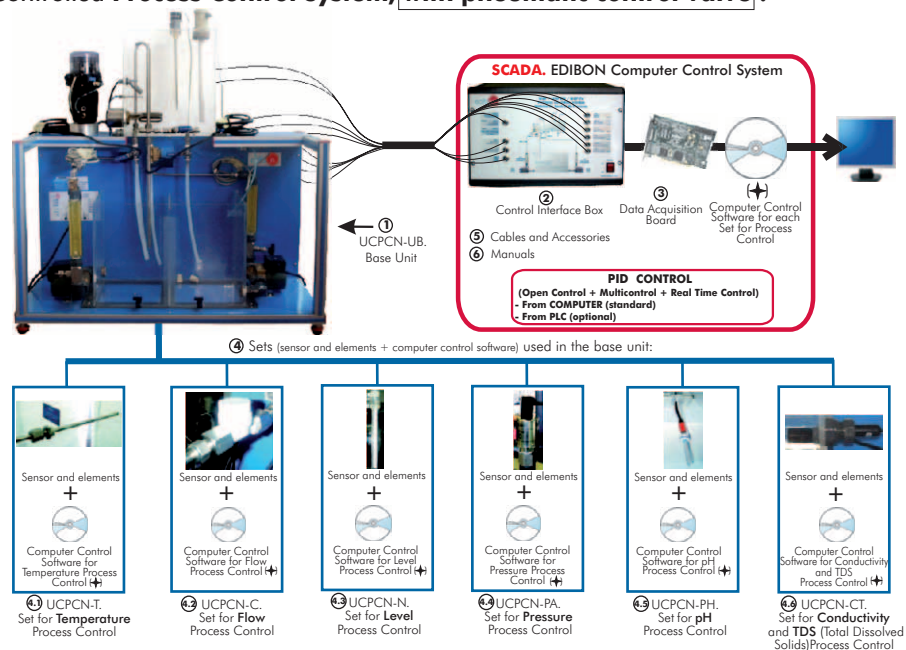 Controlled Process Control System, with pneumatic control valve :
SCADA. EDIBON Computer Control System
1
UCPCN-UB.
Base Unit
2
Control Interface Box
3
Data Acquisition
Board
Computer Control
Software for each
Set for Process
Control
5 Cables and Accessories
6 Manuals
PID CONTROL
(Open Control + Multicontrol + Real Time Control)
- From COMPUTER (standard)
- From PLC (optional)
4 Sets (sensor and elements + computer control software) used in the base unit:
Sensor and elements
+
Computer Control
Software for
Temperature Process
Control
4.1 UCPCN-T.
Set for Temperature
Process Control
Sensor and elements
+
Computer Control
Software for Flow
Process Control
4.2 UCPCN-C.
Set for Flow
Process Control
Sensor and elements
+
Computer Control
Software for Level
Process Control
4.3 UCPCN-N.
Set for Level
Process Control
Sensor and elements
+
Computer Control
Software for
Pressure Process
Control
4.4 UCPCN-PA.
Set for Pressure
Process Control
Sensor and elements
+
Computer Control
Software for pH
Process Control
4.5 UCPCN-PH.
Set for pH
Process Control
Sensor and elements
+
Computer Control
Software for Conductivity
and TDS
Process Control
4.6 UCPCN-CT.
Set for Conductivity
and TDS (Total Dissolved
Solids)Process Control